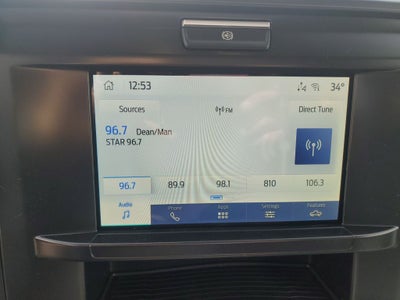 12:53 34°
Sources FM Direct Tune
96.7 Dean/Man
STAR 96.7
96.7 89.9 98.1 810 106.3
Audio Phone Apps Settings Features